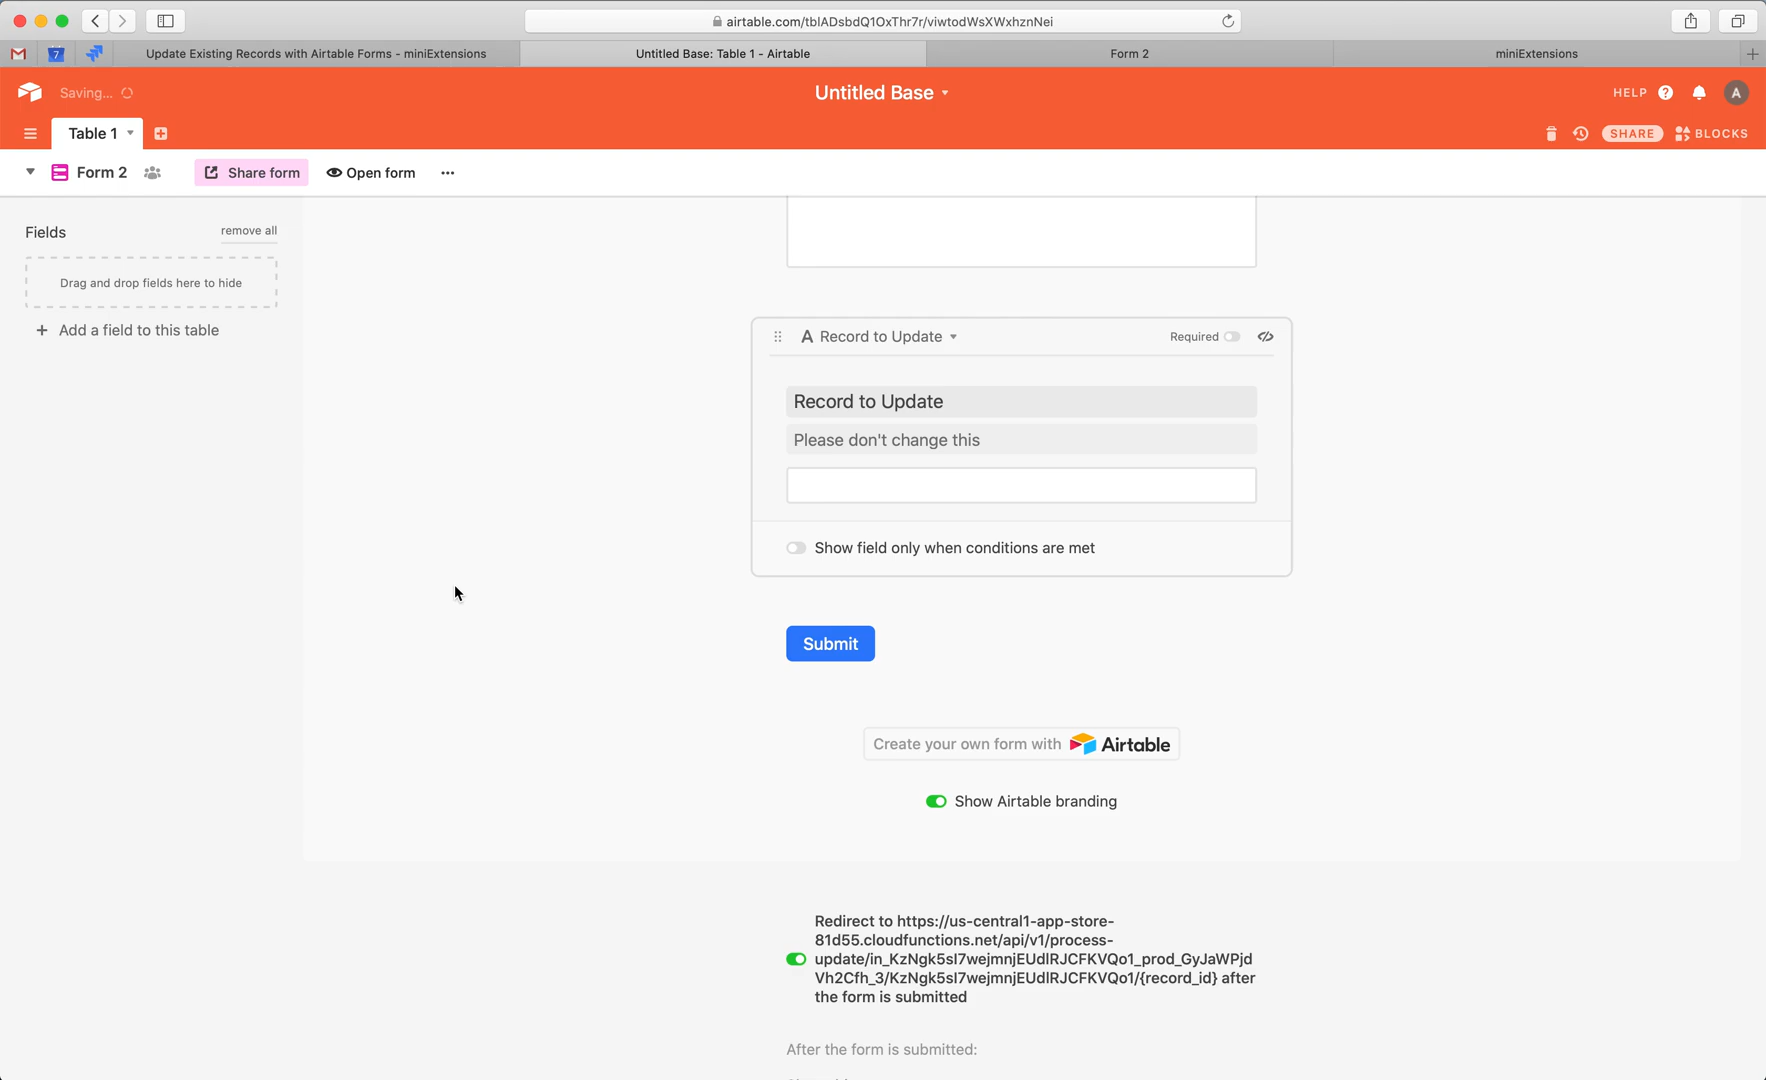 airtable.com/tblADsbdQ1OxThr7r/viwtodWsXWxhznNei
7
Update Existing Records with Airtable Forms - miniExtensions
Untitled Base: Table 1 - Airtable
Form 2
miniExtensions
Saving...
Untitled Base
HELP
?
A
Table 1
SHARE
BLOCKS
Form 2
Share form
Open form
Fields
remove all
Drag and drop fields here to hide
+ Add a field to this table
A Record to Update
Required
Record to Update
Please don't change this
Show field only when conditions are met
Submit
Create your own form with Airtable
Show Airtable branding
Redirect to https://us-central1-app-store-
81d55.cloudfunctions.net/api/v1/process-
update/in_KzNgk5sI7wejmnjEUdIRJCFKVQo1_prod_GyJaWPjd
Vh2Cfh_3/KzNgk5sI7wejmnjEUdIRJCFKVQo1/{record_id} after
the form is submitted
After the form is submitted: